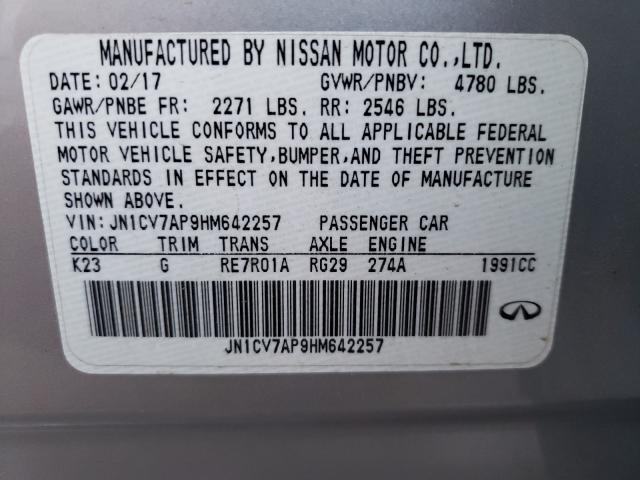 MANUFACTURED BY NISSAN MOTOR CO.,LTD.
DATE: 02/17 GVWR/PNBV: 4780 LBS.
GAWR/PNBE FR: 2271 LBS. RR: 2546 LBS.
THIS VEHICLE CONFORMS TO ALL APPLICABLE FEDERAL
MOTOR VEHICLE SAFETY,BUMPER,AND THEFT PREVENTION
STANDARDS IN EFFECT ON THE DATE OF MANUFACTURE
SHOWN ABOVE.
VIN:JN1CV7AP9HM642257 PASSENGER CAR
COLOR TRIM TRANS AXLE ENGINE
K23 G RE7R01A RG29 274A 1991CC
JN1CV7AP9HM642257